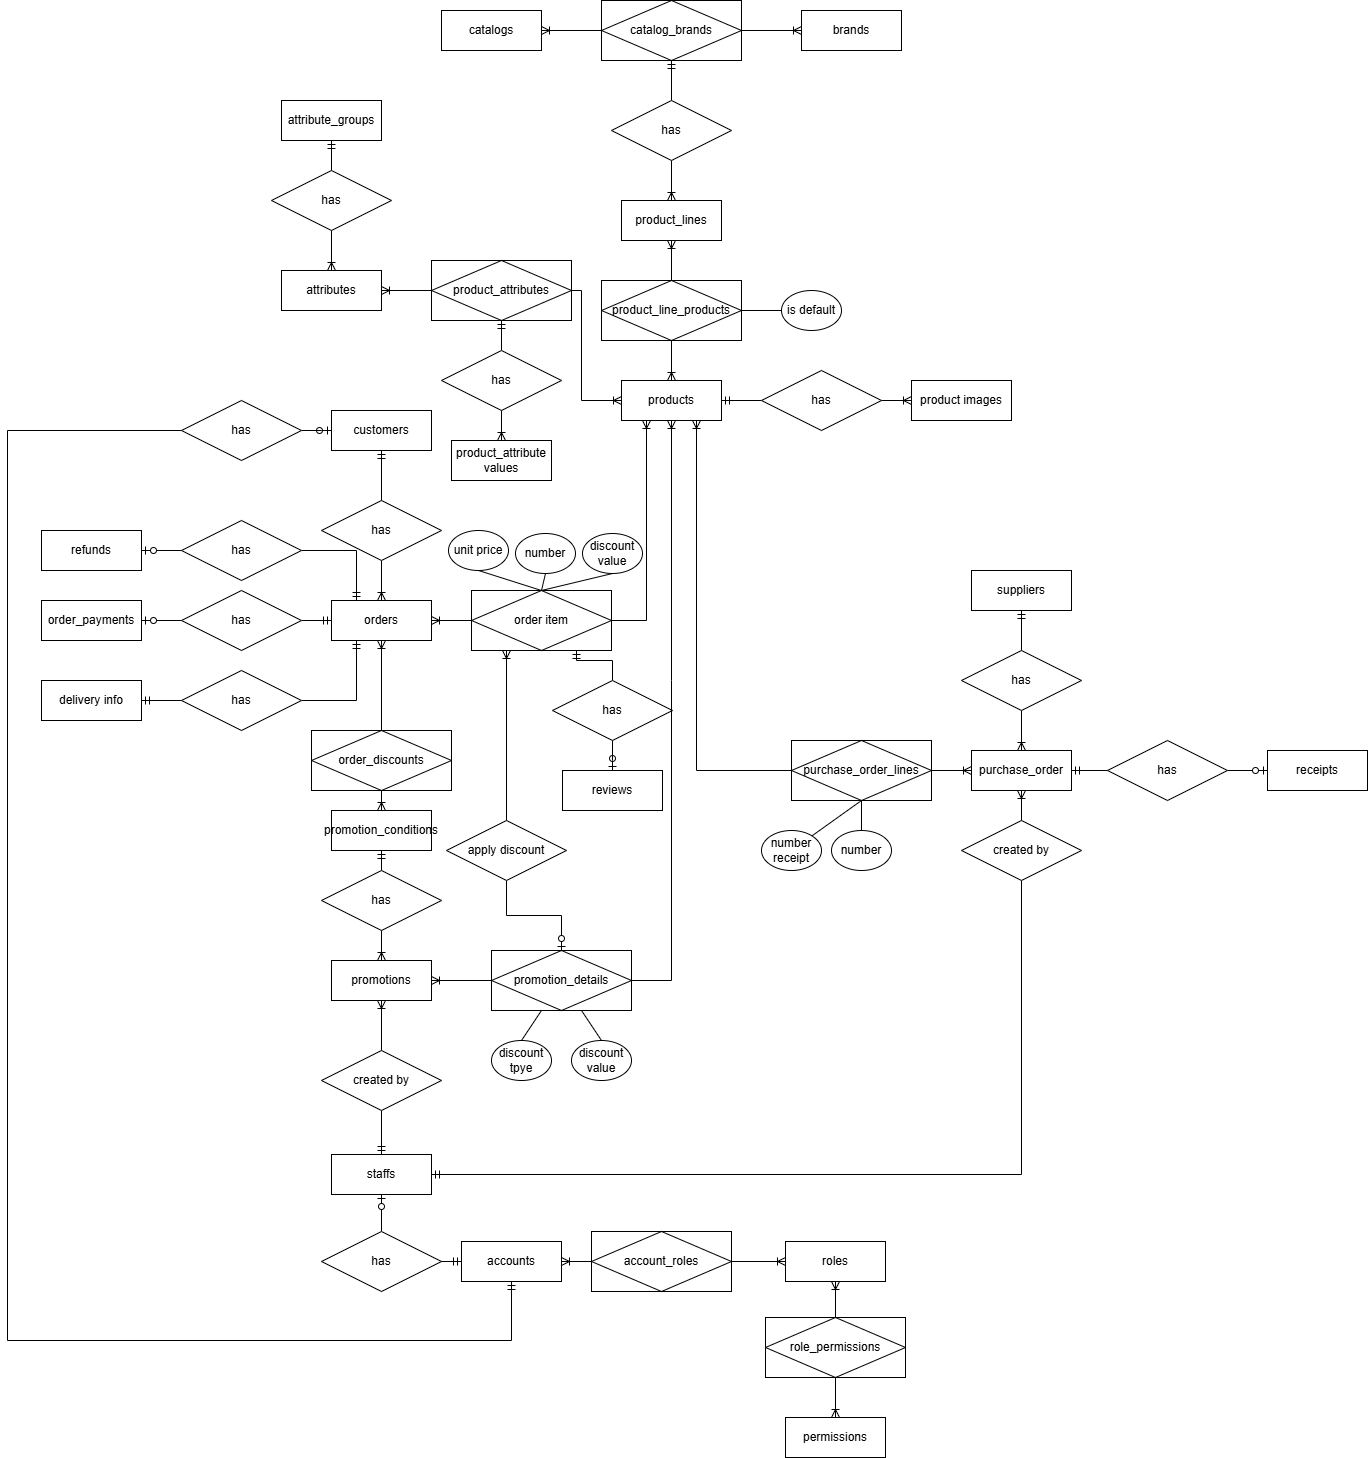 catalogs
catalog_brands
brands
attribute_groups
has
has
product_lines
attributes
product_attributes
product_line_products
is default
has
products
has
product images
has
customers
product_attribute
values
refunds
has
has
unit price
number
discount
value
order_payments
has
orders
order item
suppliers
delivery info
has
has
has
order_discounts
reviews
purchase_order_lines
purchase_order
has
receipts
promotion_conditions
apply discount
number
receipt
number
created by
has
promotions
promotion_details
discount
tpye
discount
value
created by
staffs
has
accounts
account_roles
roles
role_permissions
permissions